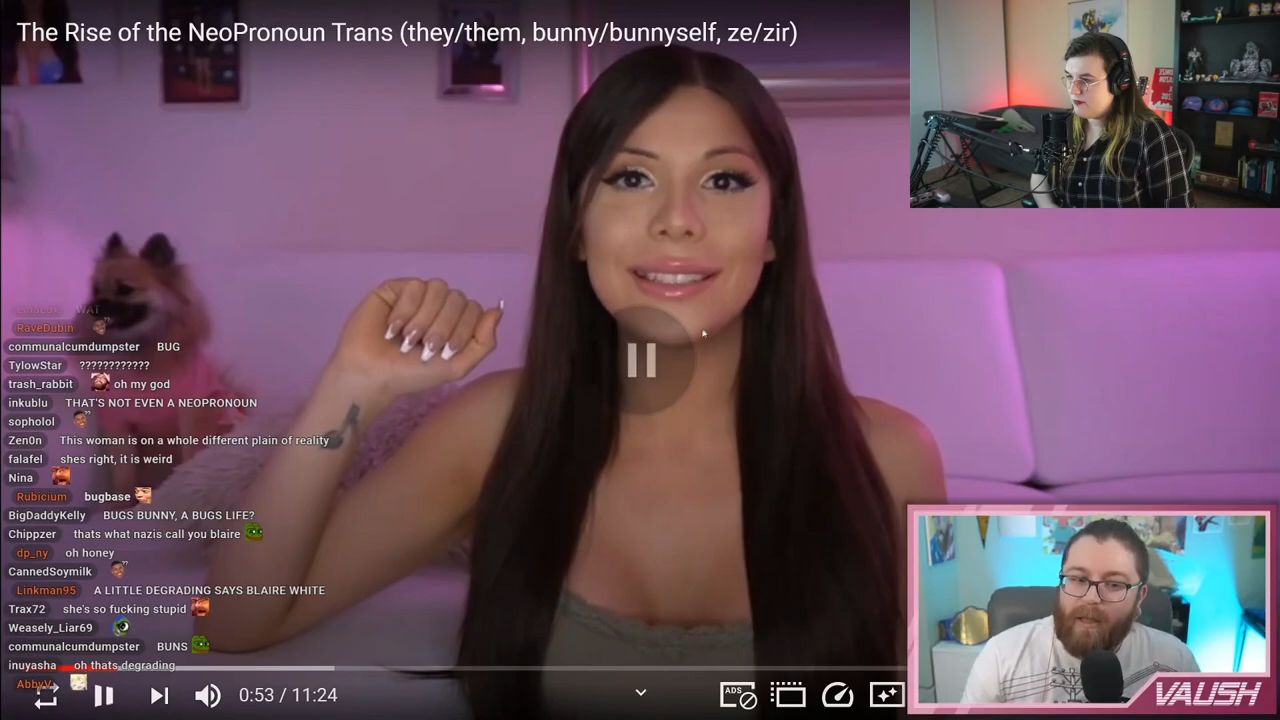 The Rise of the NeoPronoun Trans (they/them, bunny/bunnyself, ze/zir)
WAT
RaveDubin
communalcumdumpster BUG
TylowStar ????????????
trash_rabbit oh my god
inkublu THAT'S NOT EVEN A NEOPRONOUN
sopholol
Zen0n This woman is on a whole different plain of reality
falafel shes right, it is weird
Nina
Rubicium bugbase
BigDaddyKelly BUGS BUNNY, A BUGS LIFE?
Chippzer thats what nazis call you blaire
dp_ny oh honey
CannedSoymilk
Linkman95 A LITTLE DEGRADING SAYS BLAIRE WHITE
Trax72 she's so fucking stupid
Weasely_Liar69
communalcumdumpster BUNS
inuyasha oh thats degrading
AbbyV
0:53 / 11:24
ADS
VAUSH